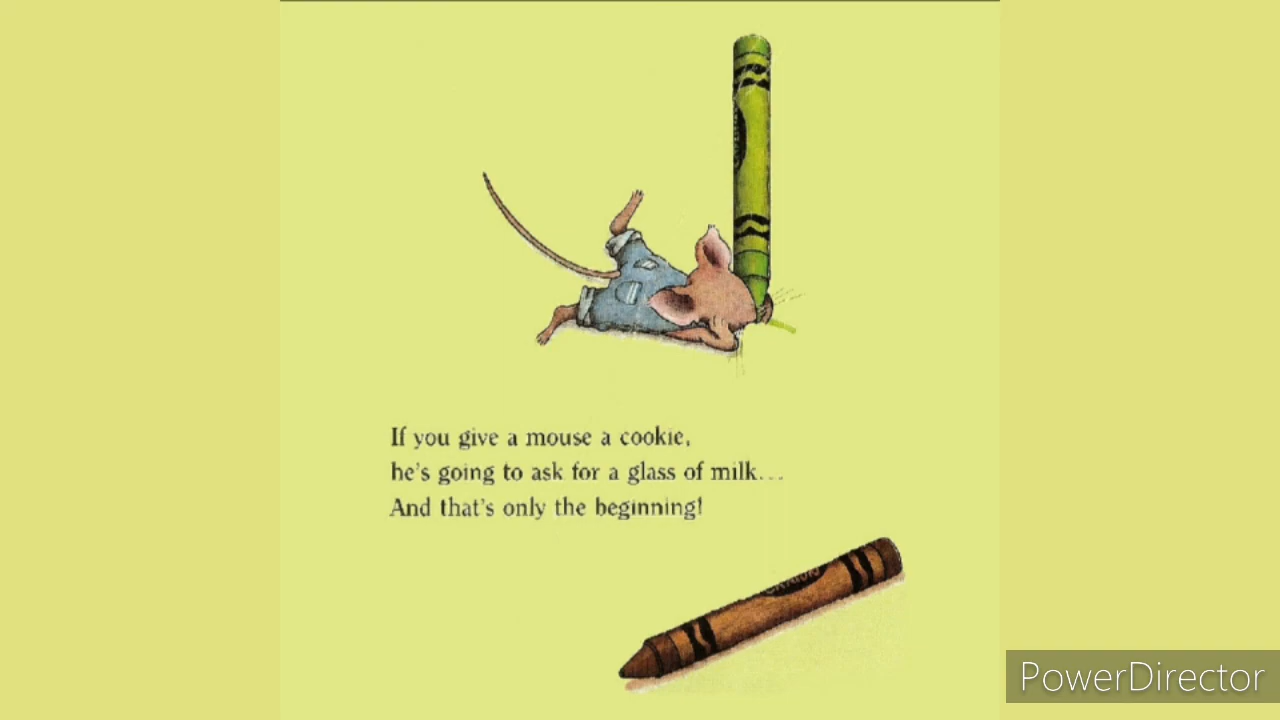 If you give a mouse a cookie,
he's going to ask for a glass of milk...
And that's only the beginning!
CRAYON
PowerDirector